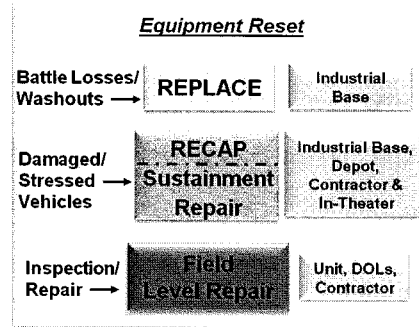 Equipment Reset
Battle Losses/
Washouts
REPLACE
Industrial
Base
Damaged/
Stressed
Vehicles
RECAP
Sustainment
Repair
Industrial Base,
Depot,
Contractor &
In-Theater
Inspection/
Repair
Field
Level Repair
Unit, DOLs,
Contractor